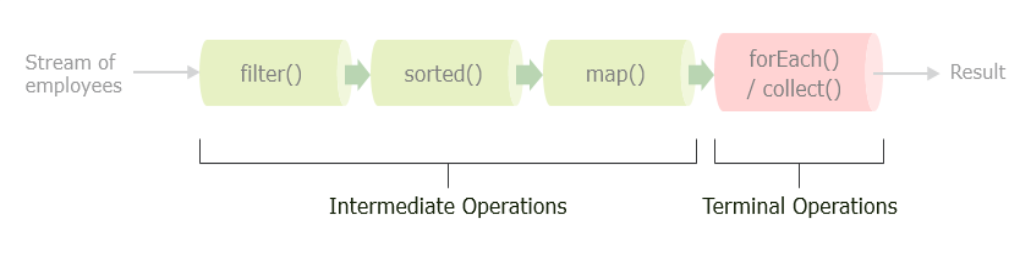 Stream of
employees
filter()
sorted()
map()
forEach()
/ collect()
Result
Intermediate Operations
Terminal Operations